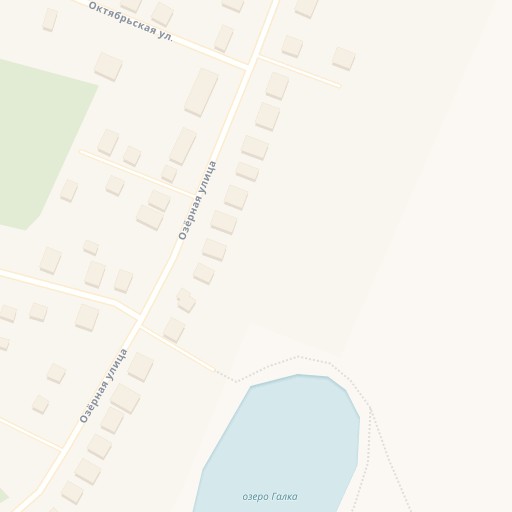 Октябрьская ул.
Озёрная улица
Озёрная улица
озеро Галка